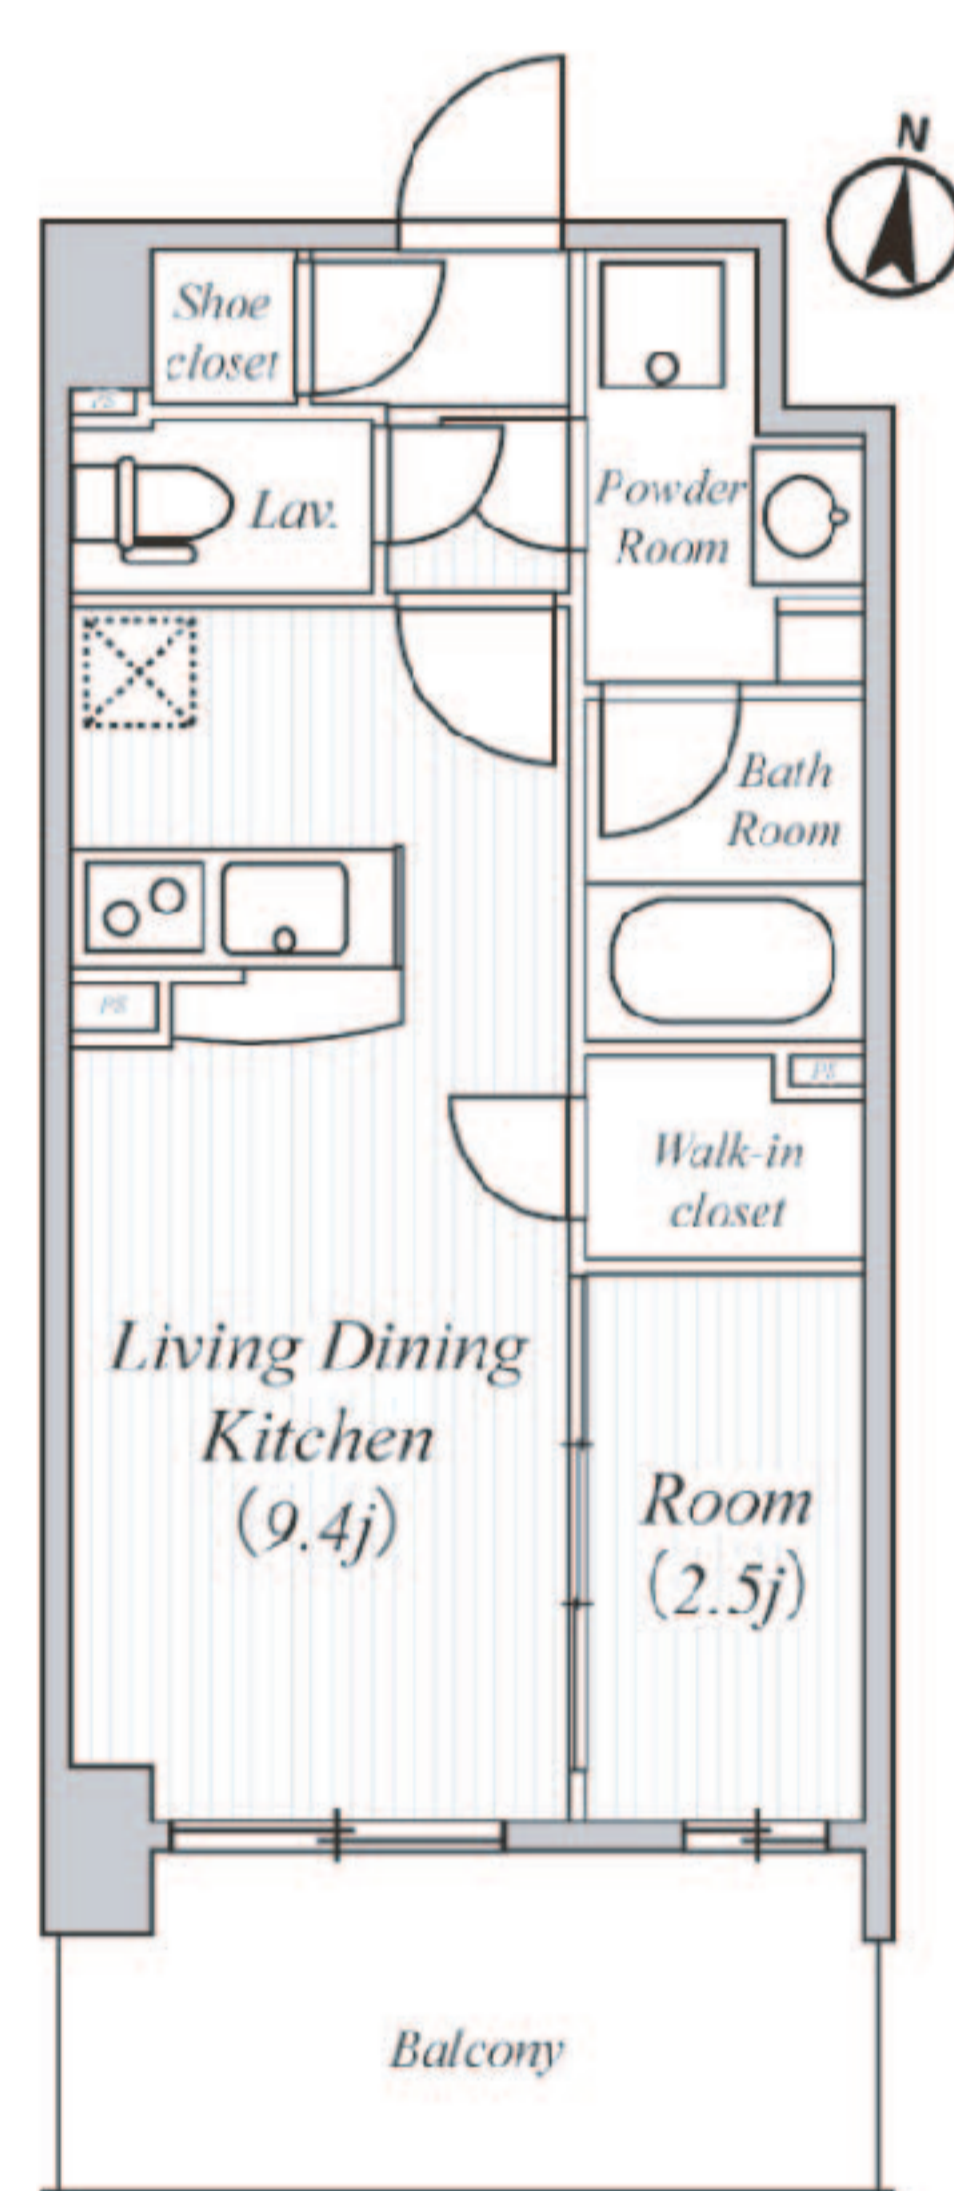 N
Shoe
closet
PS
Lav.
Powder
Room
Bath
Room
PS
PS
Walk-in
closet
Living Dining
Kitchen
(9.4j)
Room
(2.5j)
Balcony